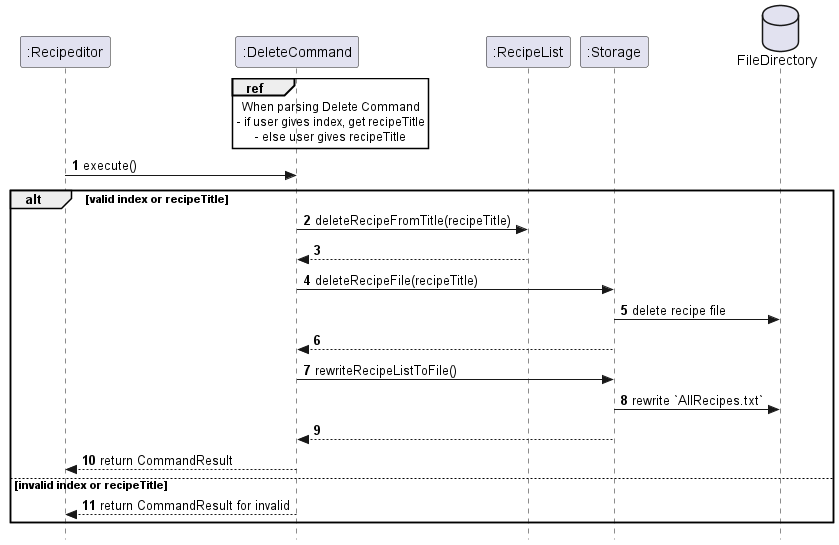 :Recipeditor
:DeleteCommand
:RecipeList
:Storage
FileDirectory
ref
When parsing Delete Command
- if user gives index, get recipeTitle
- else user gives recipeTitle
1 execute()
alt [valid index or recipeTitle]
2 deleteRecipeFromTitle(recipeTitle)
3
4 deleteRecipeFile(recipeTitle)
5 delete recipe file
6
7 rewriteRecipeListToFile()
8 rewrite `AllRecipes.txt`
9
10 return CommandResult
[invalid index or recipeTitle]
11 return CommandResult for invalid